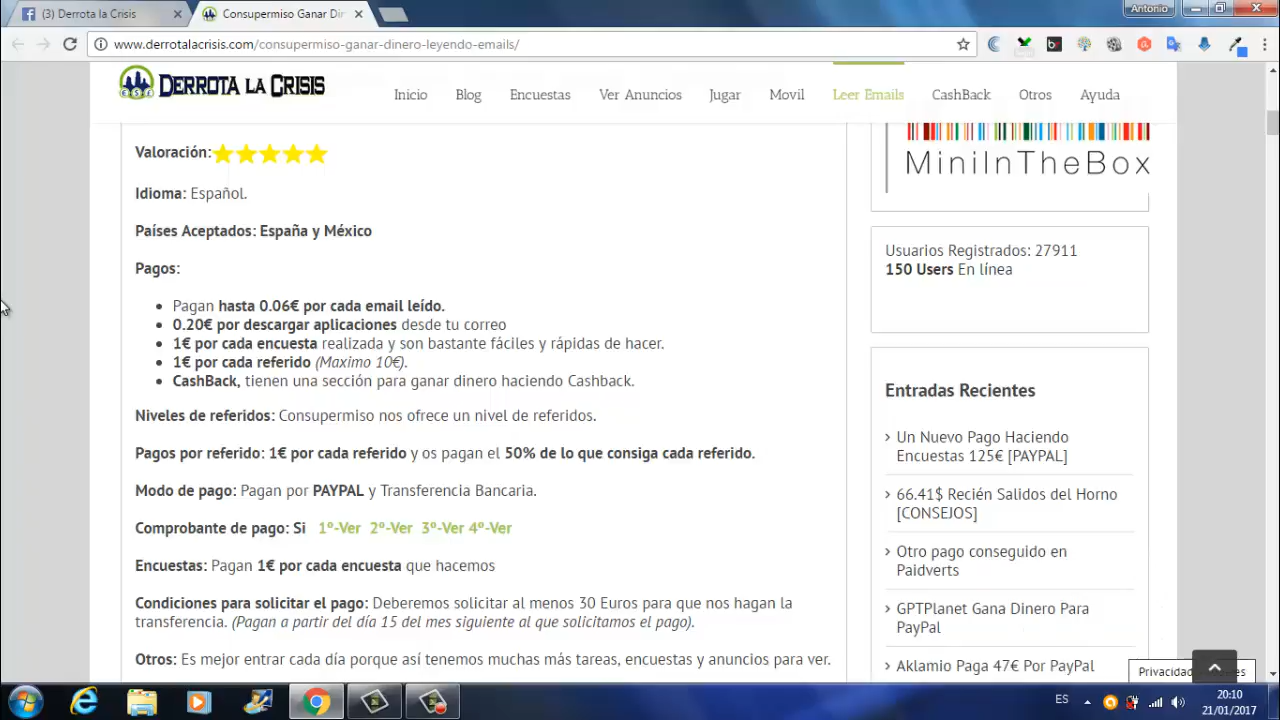 (3) Derrota la Crisis
Consupermiso Ganar Din
Antonio
www.derrotalacrisis.com/consupermiso-ganar-dinero-leyendo-emails/
DERROTA LA CRISIS
Inicio Blog Encuestas Ver Anuncios Jugar Movil Leer Emails CashBack Otros Ayuda
Valoración:
Idioma: Español.
Países Aceptados: España y México
Pagos:
Pagan hasta 0.06€ por cada email leído.
0.20€ por descargar aplicaciones desde tu correo
1€ por cada encuesta realizada y son bastante fáciles y rápidas de hacer.
1€ por cada referido (Maximo 10€).
CashBack, tienen una sección para ganar dinero haciendo Cashback.
Niveles de referidos: Consupermiso nos ofrece un nivel de referidos.
Pagos por referido: 1€ por cada referido y os pagan el 50% de lo que consiga cada referido.
Modo de pago: Pagan por PAYPAL y Transferencia Bancaria.
Comprobante de pago: Si 1º-Ver 2º-Ver 3º-Ver 4º-Ver
Encuestas: Pagan 1€ por cada encuesta que hacemos
Condiciones para solicitar el pago: Deberemos solicitar al menos 30 Euros para que nos hagan la
transferencia. (Pagan a partir del día 15 del mes siguiente al que solicitamos el pago).
Otros: Es mejor entrar cada día porque así tenemos muchas más tareas, encuestas y anuncios para ver.
MiniInTheBox
Usuarios Registrados: 27911
150 Users En línea
Entradas Recientes
Un Nuevo Pago Haciendo
Encuestas 125€ [PAYPAL]
66.41$ Recién Salidos del Horno
[CONSEJOS]
Otro pago conseguido en
Paidverts
GPTPlanet Gana Dinero Para
PayPal
Aklamio Paga 47€ Por PayPal
Privacidad
ES
20:10
21/01/2017